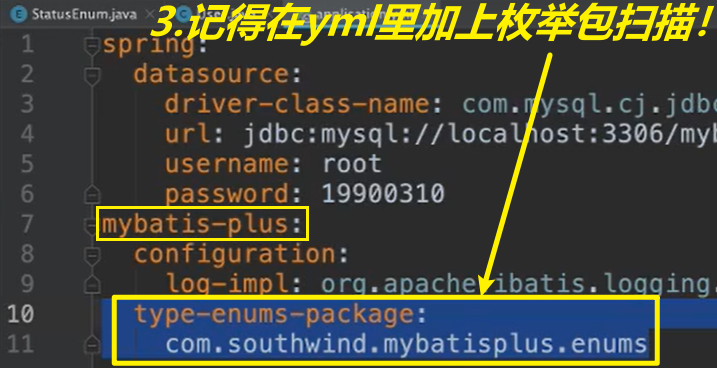 StatusEnum.java
3.记得在yml里加上枚举包扫描!
1 spring:
2 datasource:
3 driver-class-name: com.mysql.cj.jdbc
4 url: jdbc:mysql://localhost:3306/myb
5 username: root
6 password: 19900310
7 mybatis-plus:
8 configuration:
9 log-impl: org.apache.ibatis.logging.
10 type-enums-package:
11 com.southwind.mybatisplus.enums